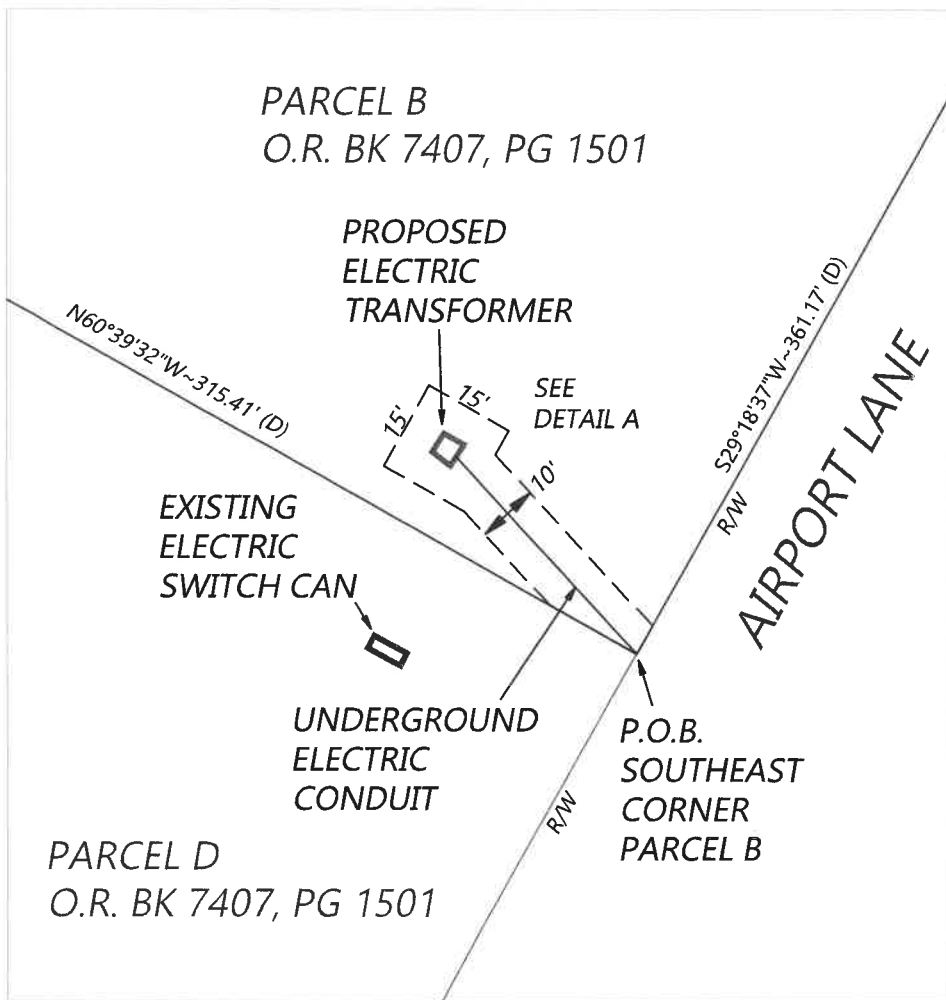 PARCEL B
O.R. BK 7407, PG 1501
PROPOSED
ELECTRIC
TRANSFORMER
N60°39'32"W~315.41' (D)
S29°18'37"W~361.17' (D)
R/W
AIRPORT LANE
15'
15'
SEE
DETAIL A
10'
EXISTING
ELECTRIC
SWITCH CAN
UNDERGROUND
ELECTRIC
CONDUIT
P.O.B.
SOUTHEAST
CORNER
PARCEL B
R/W
PARCEL D
O.R. BK 7407, PG 1501